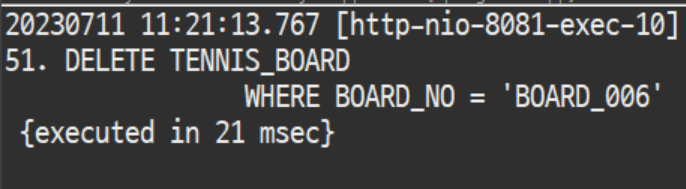 20230711 11:21:13.767 [http-nio-8081-exec-10]
51. DELETE TENNIS_BOARD
WHERE BOARD_NO = 'BOARD_006'
{executed in 21 msec}